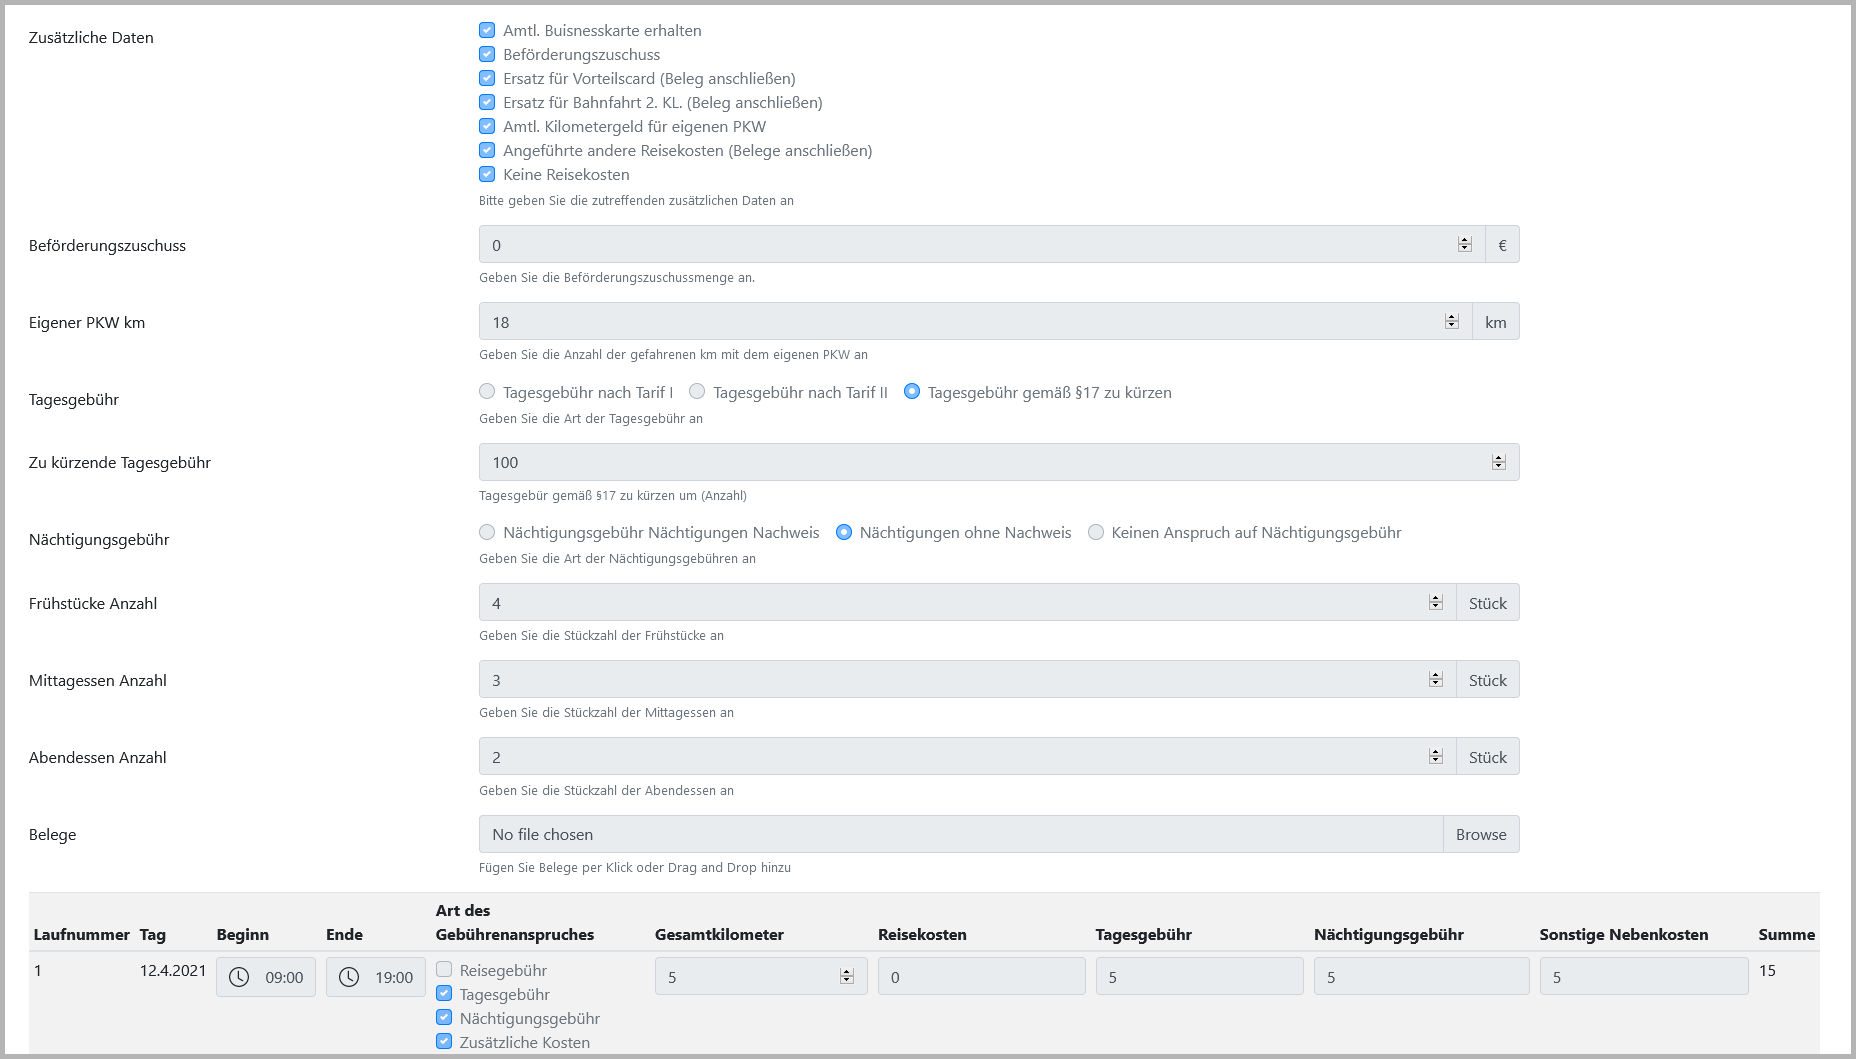 Zusätzliche Daten
Amtl. Buisnesskarte erhalten
Beförderungszuschuss
Ersatz für Vorteilscard (Beleg anschließen)
Ersatz für Bahnfahrt 2. KL. (Beleg anschließen)
Amtl. Kilometergeld für eigenen PKW
Angeführte andere Reisekosten (Belege anschließen)
Keine Reisekosten
Bitte geben Sie die zutreffenden zusätzlichen Daten an
Beförderungszuschuss 0 €
Geben Sie die Beförderungszuschussmenge an.
Eigener PKW km 18 km
Geben Sie die Anzahl der gefahrenen km mit dem eigenen PKW an
Tagesgebühr Tagesgebühr nach Tarif I Tagesgebühr nach Tarif II Tagesgebühr gemäß §17 zu kürzen
Geben Sie die Art der Tagesgebühr an
Zu kürzende Tagesgebühr 100
Tagesgebür gemäß §17 zu kürzen um (Anzahl)
Nächtigungsgebühr Nächtigungsgebühr Nächtigungen Nachweis Nächtigungen ohne Nachweis Keinen Anspruch auf Nächtigungsgebühr
Geben Sie die Art der Nächtigungsgebühren an
Frühstücke Anzahl 4 Stück
Geben Sie die Stückzahl der Frühstücke an
Mittagessen Anzahl 3 Stück
Geben Sie die Stückzahl der Mittagessen an
Abendessen Anzahl 2 Stück
Geben Sie die Stückzahl der Abendessen an
Belege No file chosen Browse
Fügen Sie Belege per Klick oder Drag and Drop hinzu
Laufnummer Tag Beginn Ende Art des Gebührenanspruches Gesamtkilometer Reisekosten Tagesgebühr Nächtigungsgebühr Sonstige Nebenkosten Summe
1 12.4.2021 09:00 19:00 Reisegebühr 5 0 5 5 5 15
Tagesgebühr
Nächtigungsgebühr
Zusätzliche Kosten